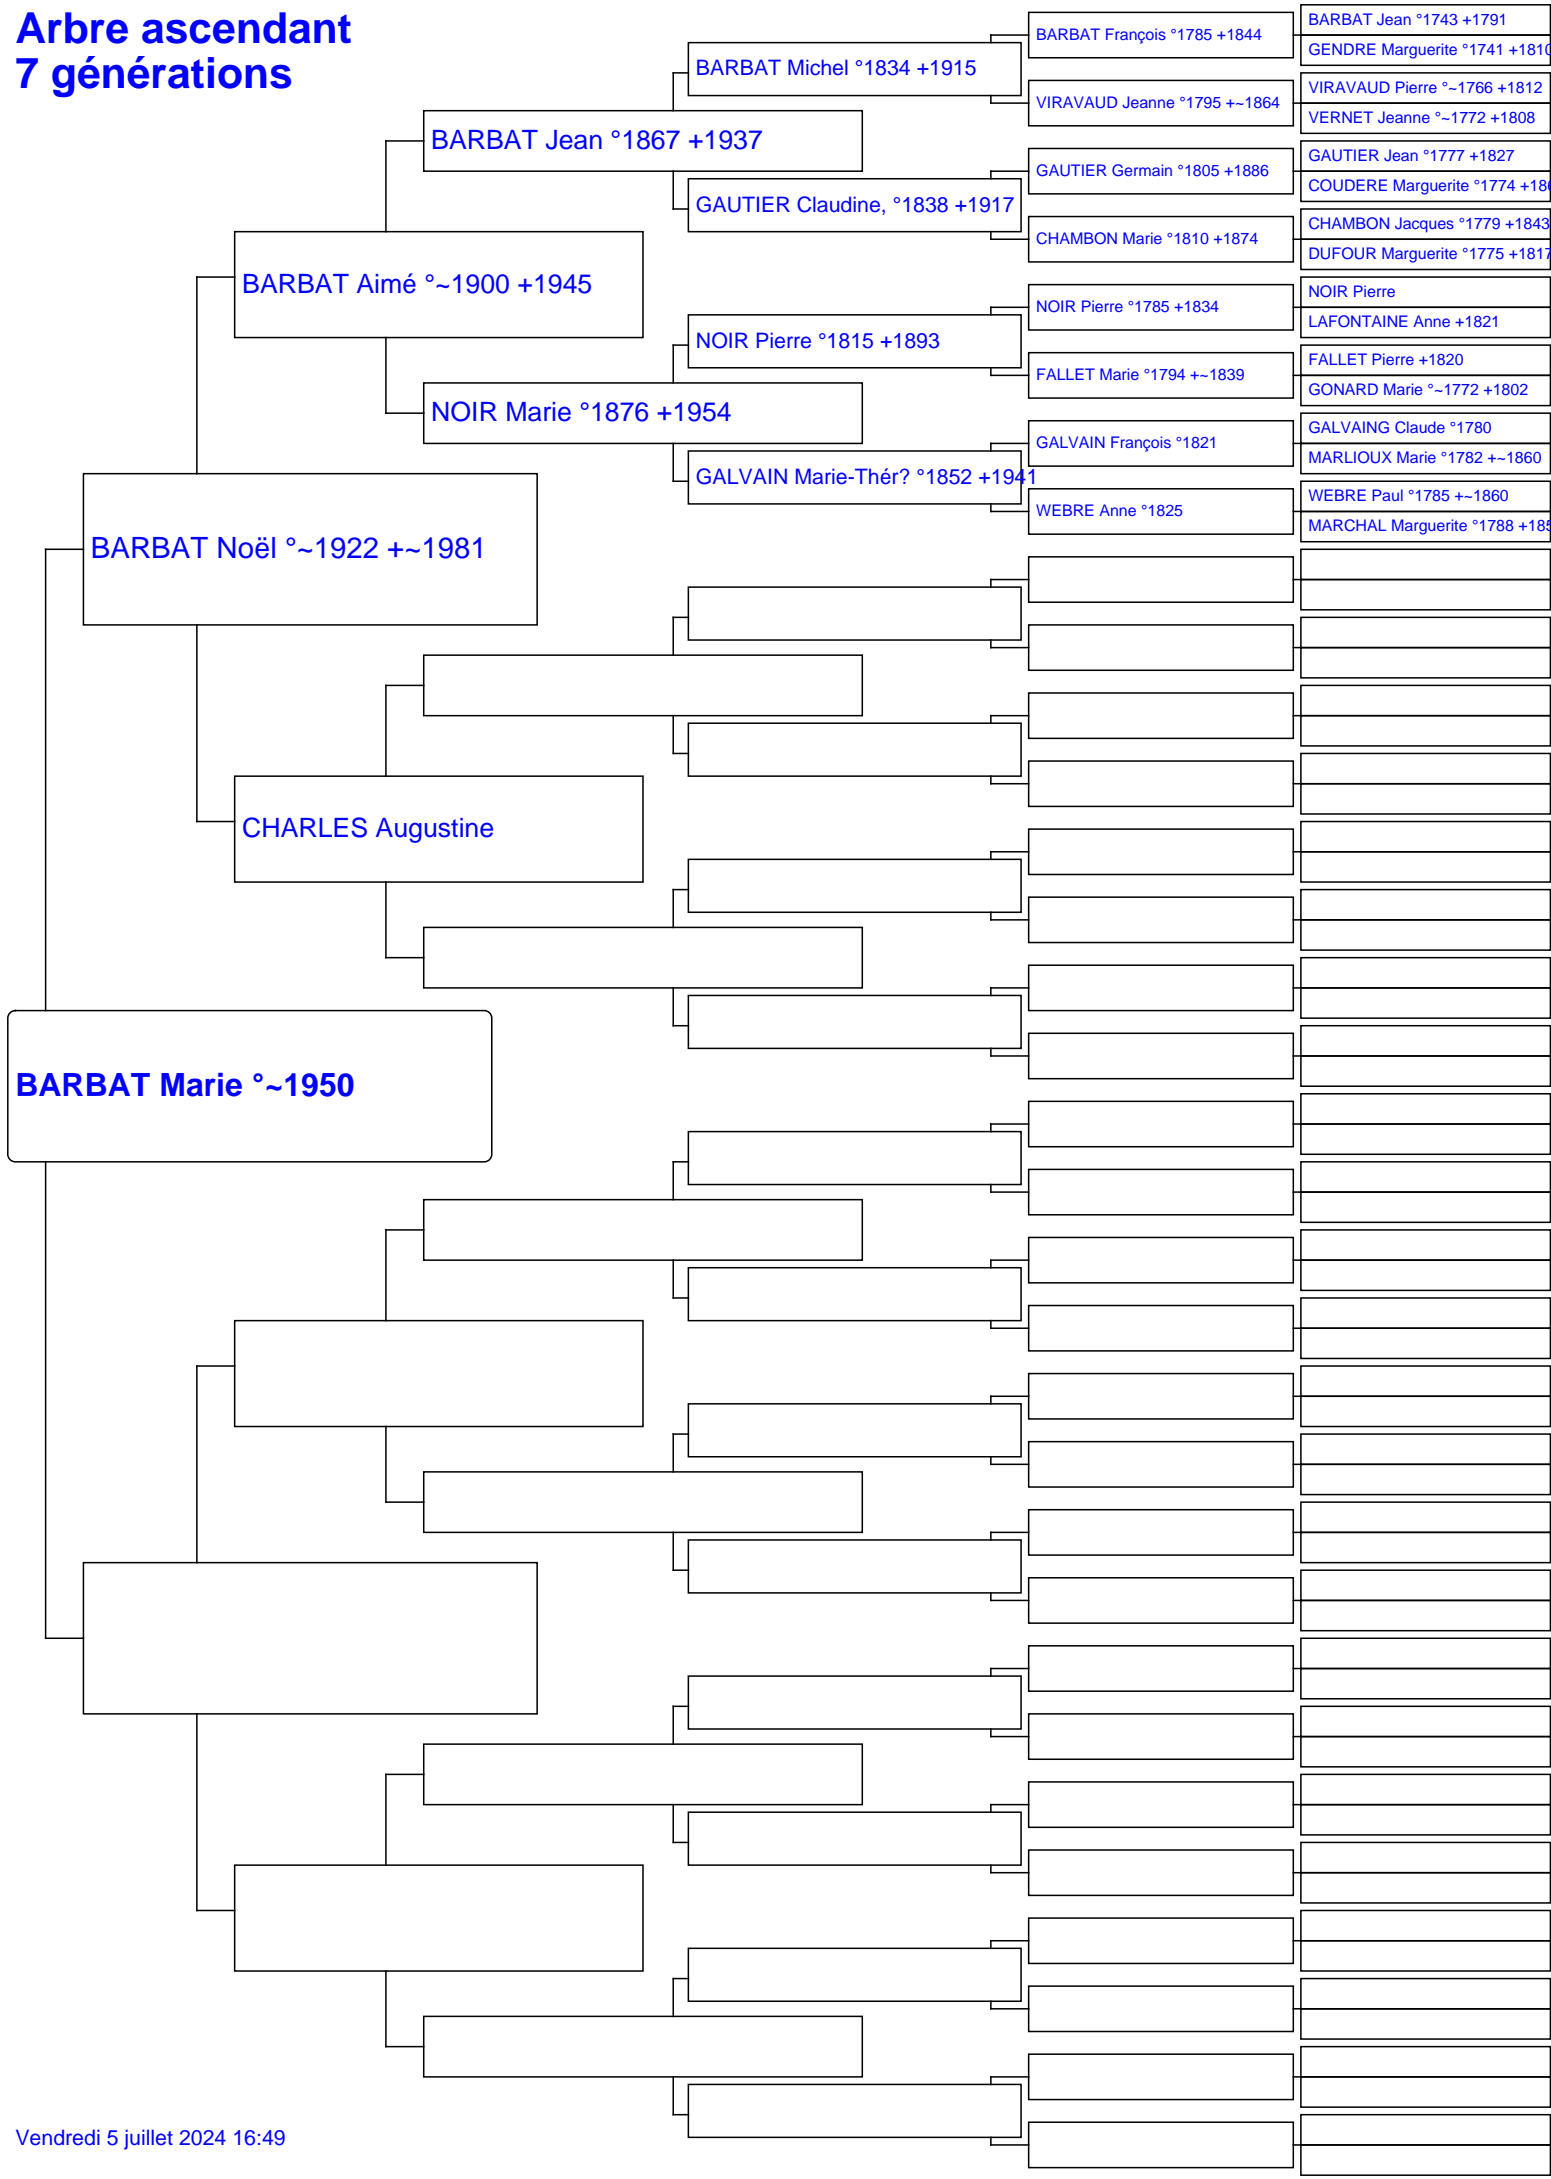 Arbre ascendant
7 générations
BARBAT Marie °~1950
BARBAT Noël °~1922 +~1981
BARBAT Aimé °~1900 +1945
CHARLES Augustine
BARBAT Jean °1867 +1937
NOIR Marie °1876 +1954
BARBAT Michel °1834 +1915
GAUTIER Claudine, °1838 +1917
NOIR Pierre °1815 +1893
GALVAIN Marie-Thér? °1852 +1941
BARBAT François °1785 +1844
VIRAVAUD Jeanne °1795 +~1864
GAUTIER Germain °1805 +1886
CHAMBON Marie °1810 +1874
NOIR Pierre °1785 +1834
FALLET Marie °1794 +~1839
GALVAIN François °1821
WEBRE Anne °1825
BARBAT Jean °1743 +1791
GENDRE Marguerite °1741 +1810
VIRAVAUD Pierre °~1766 +1812
VERNET Jeanne °~1772 +1808
GAUTIER Jean °1777 +1827
COUDERE Marguerite °1774
CHAMBON Jacques °1779 +1843
DUFOUR Marguerite °1775 +1817
NOIR Pierre
LAFONTAINE Anne +1821
FALLET Pierre +1820
GONARD Marie °~1772 +1802
GALVAING Claude °1780
MARLIOUX Marie °1782 +~1860
WEBRE Paul °1785 +~1860
MARCHAL Marguerite °1788
Vendredi 5 juillet 2024 16:49